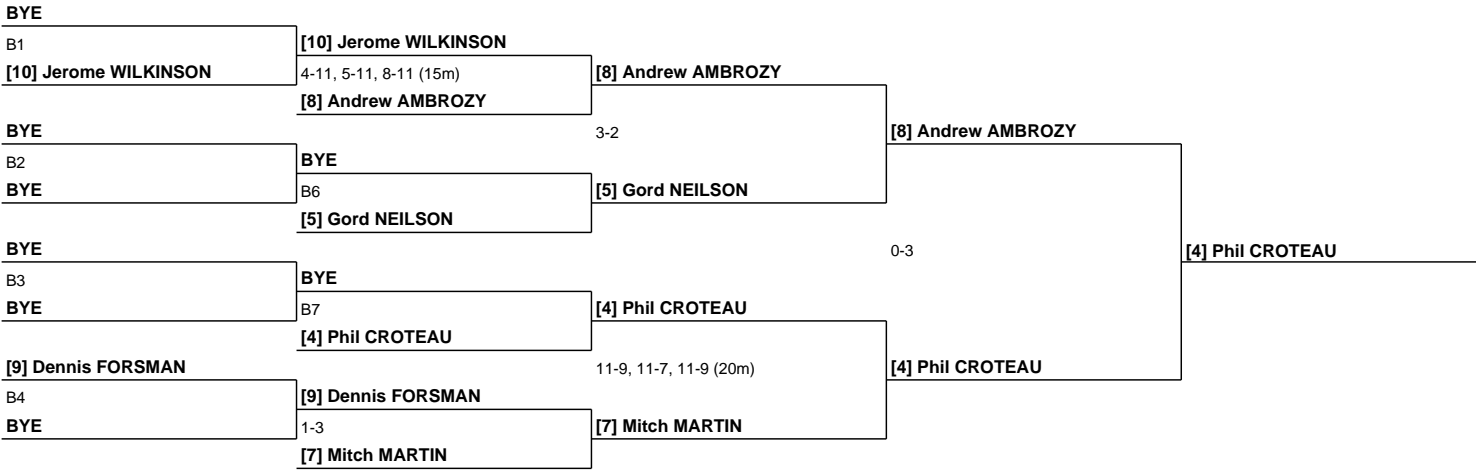 BYE
B1
[10] Jerome WILKINSON
[10] Jerome WILKINSON
4-11, 5-11, 8-11 (15m)
[8] Andrew AMBROZY
[8] Andrew AMBROZY
BYE
B2
BYE
BYE
B6
[5] Gord NEILSON
3-2
[5] Gord NEILSON
[8] Andrew AMBROZY
BYE
B3
BYE
BYE
B7
[4] Phil CROTEAU
[4] Phil CROTEAU
[9] Dennis FORSMAN
B4
BYE
[9] Dennis FORSMAN
1-3
[7] Mitch MARTIN
11-9, 11-7, 11-9 (20m)
[7] Mitch MARTIN
[4] Phil CROTEAU
0-3
[4] Phil CROTEAU